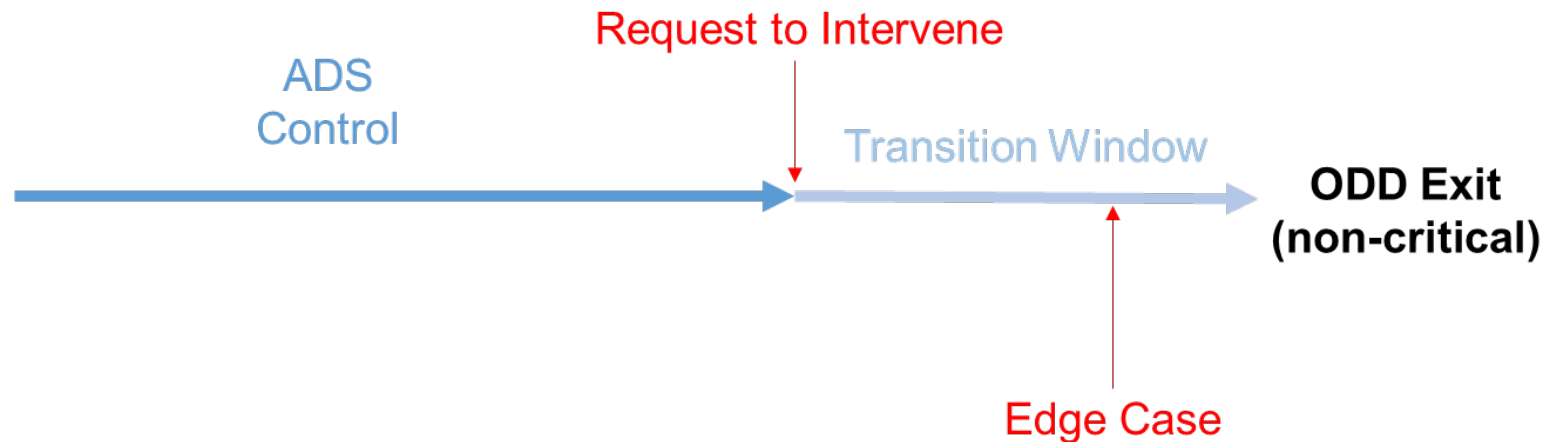 Request to Intervene
ADS
Control
Transition Window
ODD Exit
(non-critical)
Edge Case